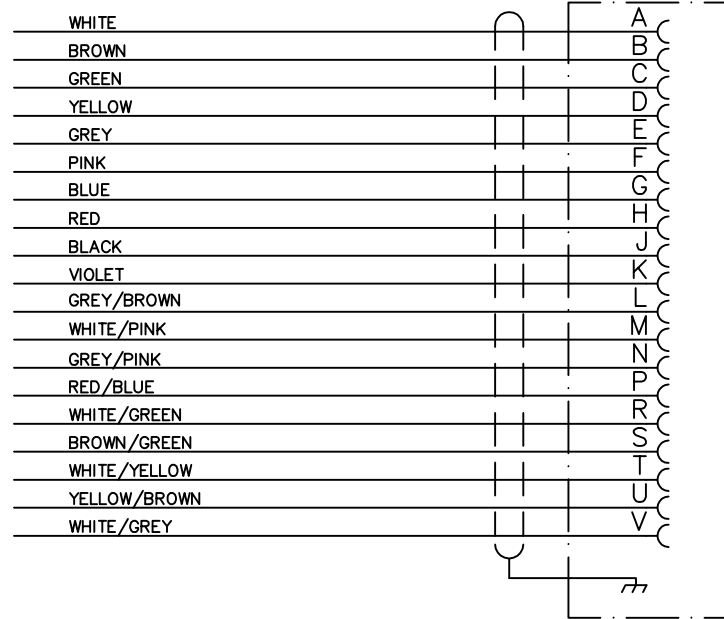 WHITE A
BROWN B
GREEN C
YELLOW D
GREY E
PINK F
BLUE G
RED H
BLACK J
VIOLET K
GREY/BROWN L
WHITE/PINK M
GREY/PINK N
RED/BLUE P
WHITE/GREEN R
BROWN/GREEN S
WHITE/YELLOW T
YELLOW/BROWN U
WHITE/GREY V